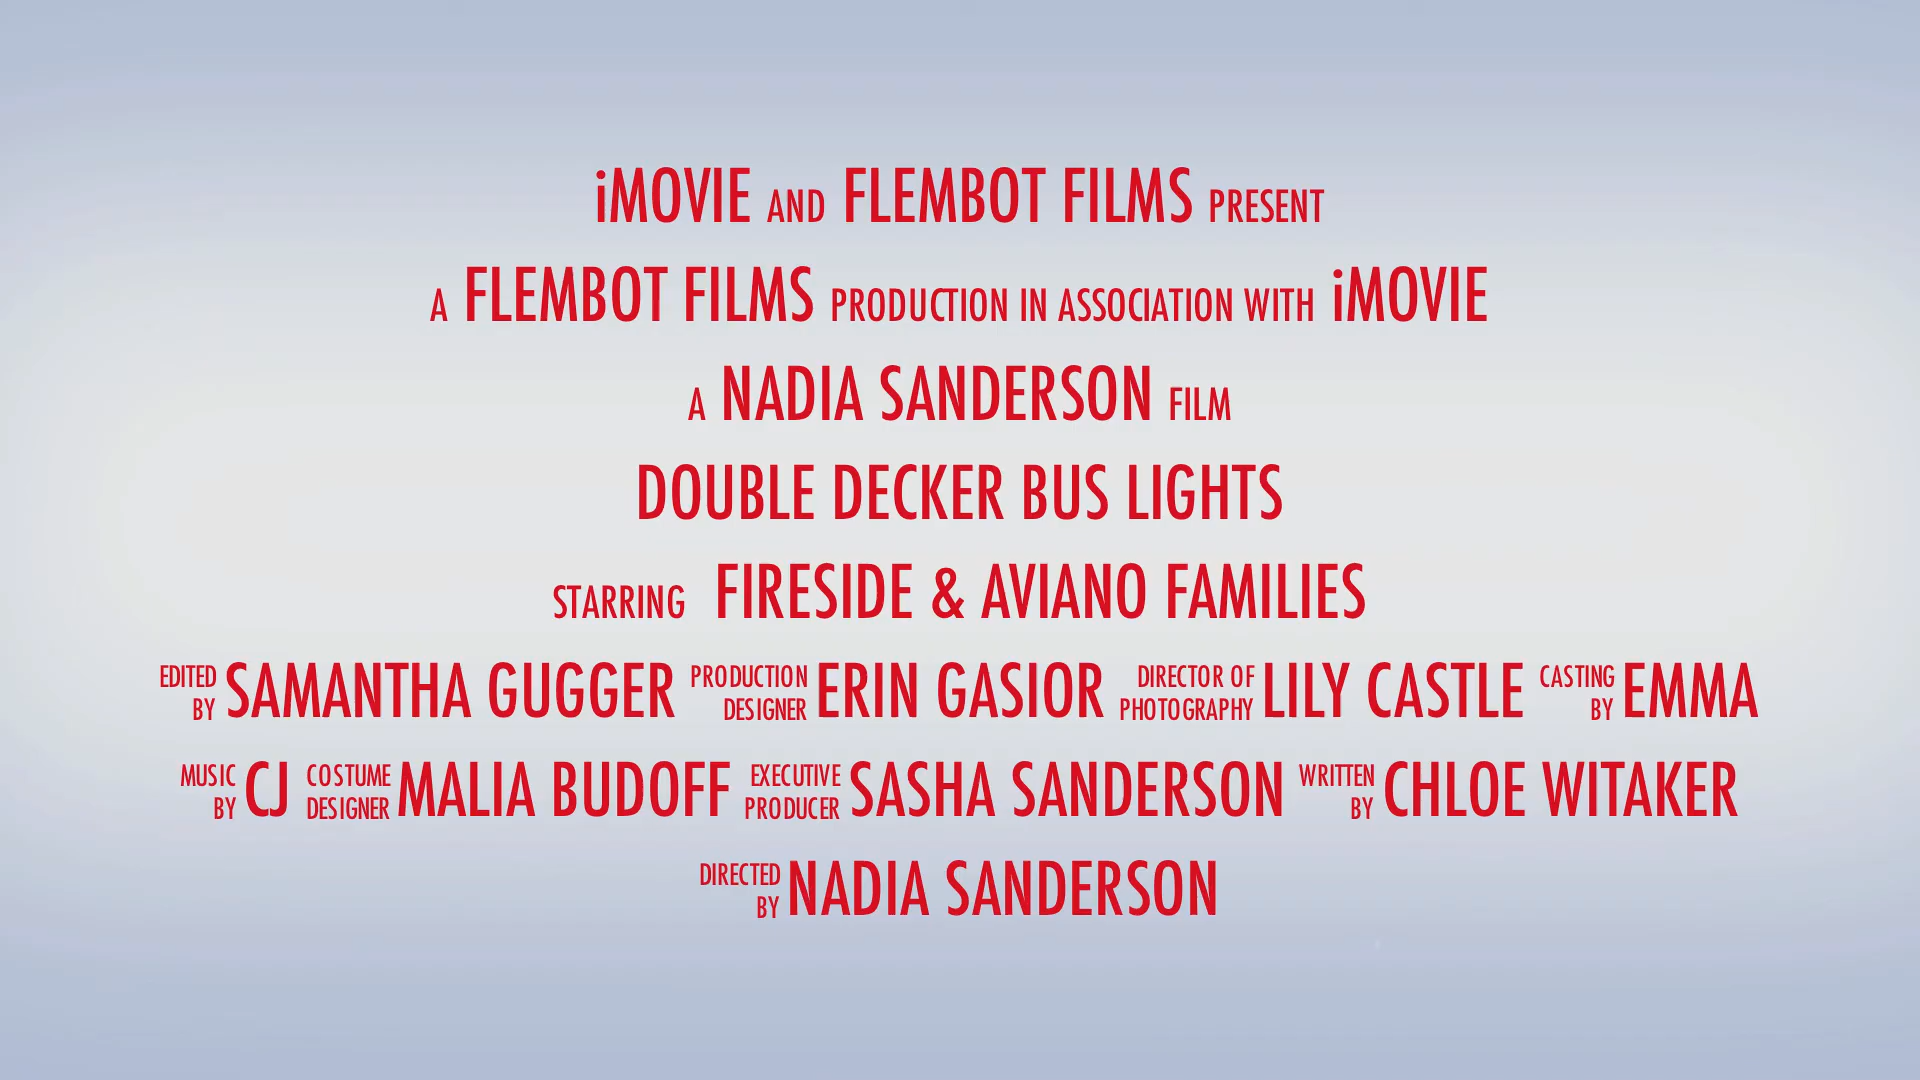 iMOVIE AND FLEMBOT FILMS PRESENT
A FLEMBOT FILMS PRODUCTION IN ASSOCIATION WITH iMOVIE
A NADIA SANDERSON FILM
DOUBLE DECKER BUS LIGHTS
STARRING FIRESIDE & AVIANO FAMILIES
EDITED BY SAMANTHA GUGGER PRODUCTION DESIGNER ERIN GASIOR DIRECTOR OF PHOTOGRAPHY LILY CASTLE CASTING BY EMMA
MUSIC BY CJ COSTUME DESIGNER MALIA BUDOFF EXECUTIVE PRODUCER SASHA SANDERSON WRITTEN BY CHLOE WITAKER
DIRECTED BY NADIA SANDERSON